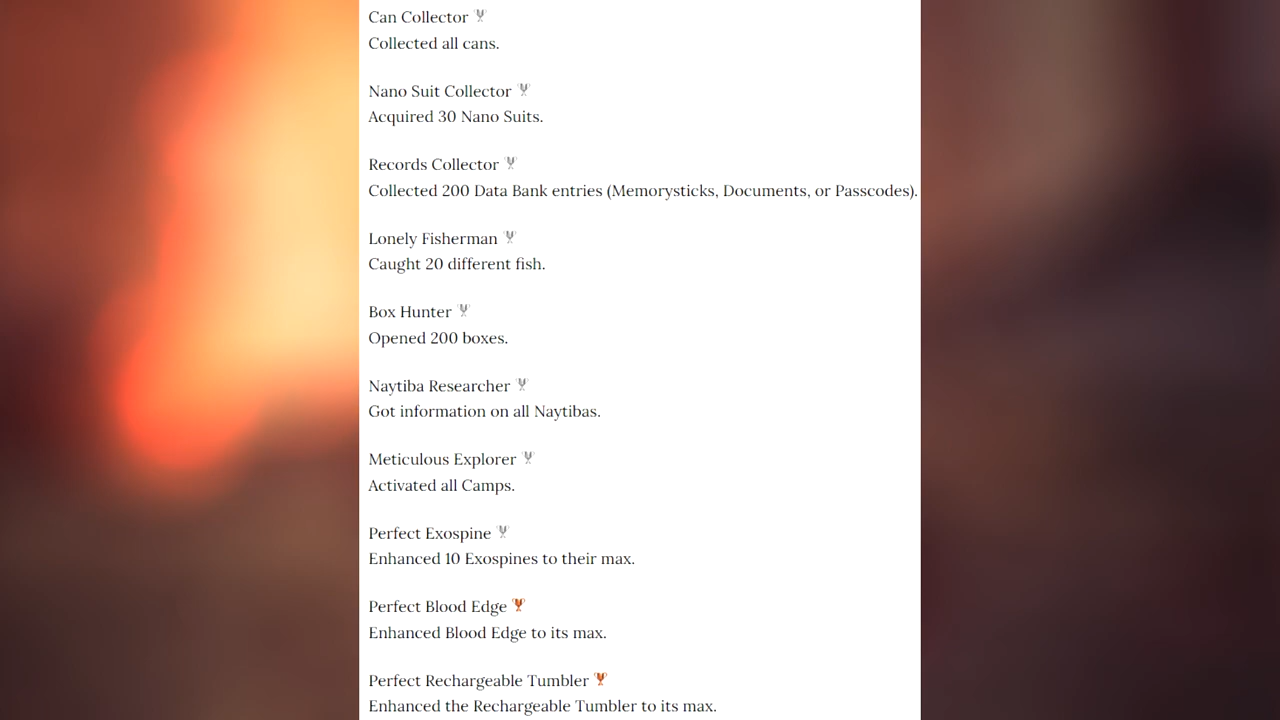 Can Collector
Collected all cans.
Nano Suit Collector
Acquired 30 Nano Suits.
Records Collector
Collected 200 Data Bank entries (Memorysticks, Documents, or Passcodes).
Lonely Fisherman
Caught 20 different fish.
Box Hunter
Opened 200 boxes.
Naytiba Researcher
Got information on all Naytibas.
Meticulous Explorer
Activated all Camps.
Perfect Exospine
Enhanced 10 Exospines to their max.
Perfect Blood Edge
Enhanced Blood Edge to its max.
Perfect Rechargeable Tumbler
Enhanced the Rechargeable Tumbler to its max.